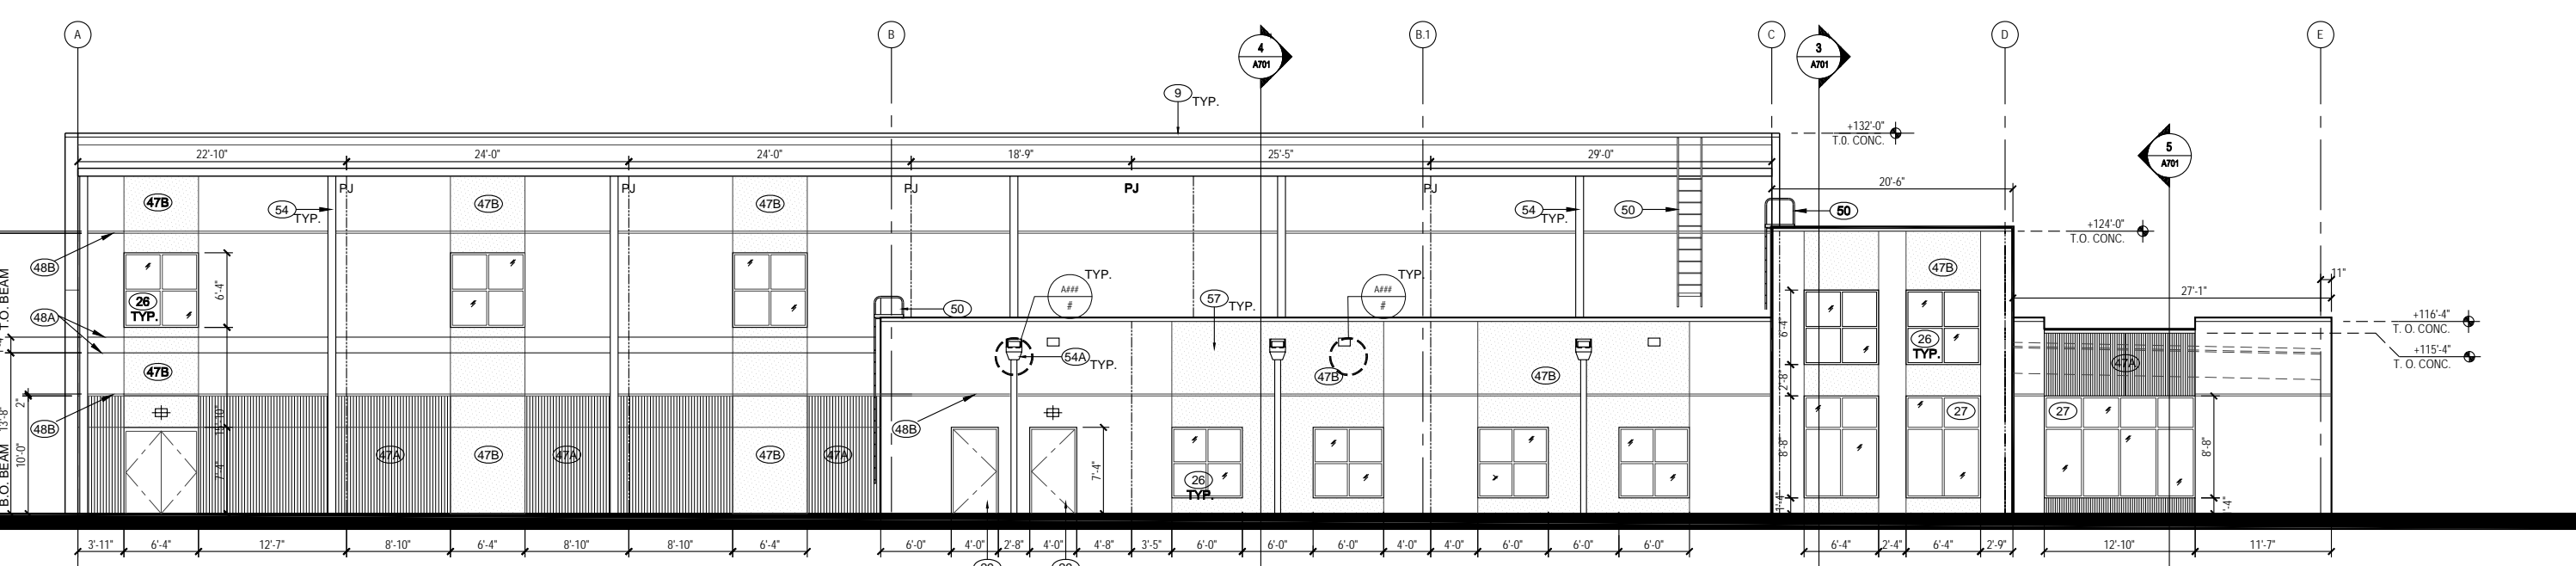 A
B
4
A701
B.1
C
3
A701
D
E
9
TYP.
+132'-0"
T.O. CONC.
5
A701
22'-10"
24'-0"
24'-0"
18'-9"
25'-5"
29'-0"
20'-6"
PJ
PJ
PJ
PJ
PJ
47B
54
TYP.
47B
47B
54
TYP.
50
50
+124'-0"
T.O. CONC.
48B
T.O. BEAM
26
TYP.
6'-4"
A###
#
TYP.
A###
#
TYP.
57
TYP.
47B
11"
27'-1"
48A
50
6'-4"
26
TYP.
+116'-4"
T. O. CONC.
54A
TYP.
+115'-4"
T. O. CONC.
47B
47B
47B
47A
2'-8"
2"
13'-8"
48B
48B
27
27
10'-0"
B.O. BEAM
15'-10"
7'-4"
47A
47B
47A
47B
47A
7'-4"
26
TYP.
8'-8"
8'-8"
3'-11"
6'-4"
12'-7"
8'-10"
6'-4"
8'-10"
8'-10"
6'-4"
6'-0"
4'-0"
2'-8"
4'-0"
4'-8"
3'-5"
6'-0"
6'-0"
6'-0"
4'-0"
4'-0"
6'-0"
6'-0"
6'-0"
6'-4"
2'-4"
6'-4"
2'-9"
12'-10"
11'-7"